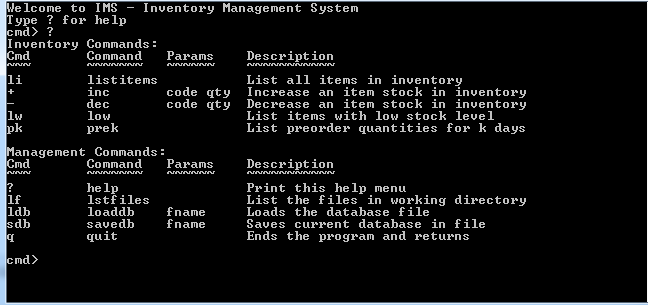 Welcome to IMS - Inventory Management System
Type ? for help
cmd> ?
Inventory Commands:
Cmd Command Params Description
~~~~ ~~~~~~~~ ~~~~~~~ ~~~~~~~~~~~~~
li listitems List all items in inventory
+ inc code qty Increase an item stock in inventory
- dec code qty Decrease an item stock in inventory
lw low List items with low stock level
pk prek List preorder quantities for k days
Management Commands:
Cmd Command Params Description
~~~~ ~~~~~~~~ ~~~~~~~ ~~~~~~~~~~~~~
? help Print this help menu
lf lstfiles List the files in working directory
ldb loaddb fname Loads the database file
sdb savedb fname Saves current database in file
q quit Ends the program and returns
cmd>